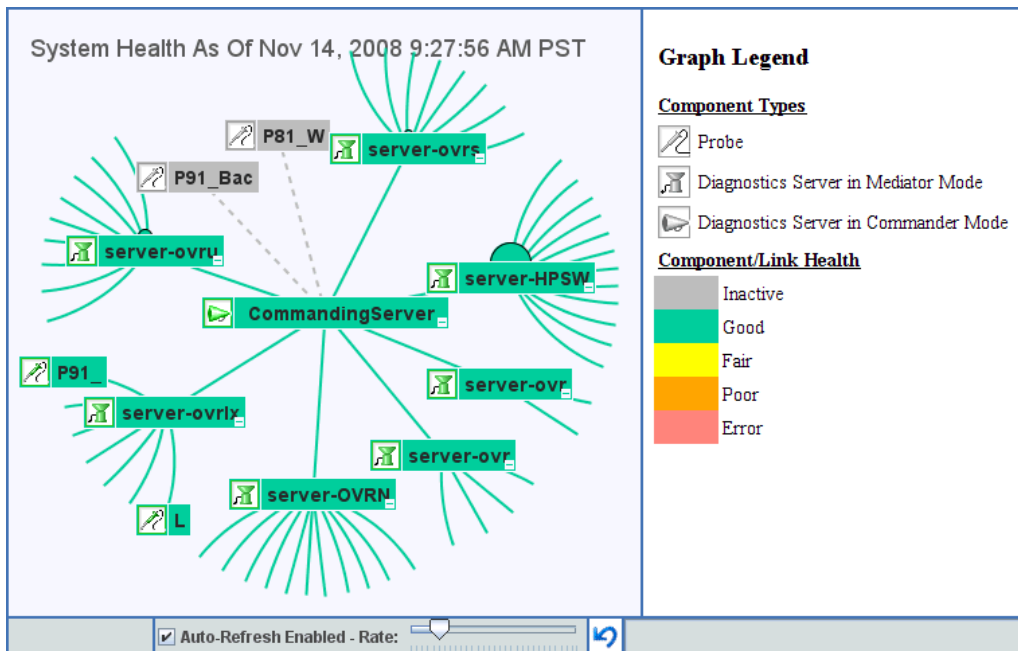 System Health As Of Nov 14, 2008 9:27:56 AM PST
P81_W
server-ovrs
P91_Bac
server-ovru
server-HPSW
CommandingServer
P91_
server-ovr
server-ovrlx
server-ovr
server-OVRN
L
Auto-Refresh Enabled - Rate:
Graph Legend
Component Types
Probe
Diagnostics Server in Mediator Mode
Diagnostics Server in Commander Mode
Component/Link Health
Inactive
Good
Fair
Poor
Error